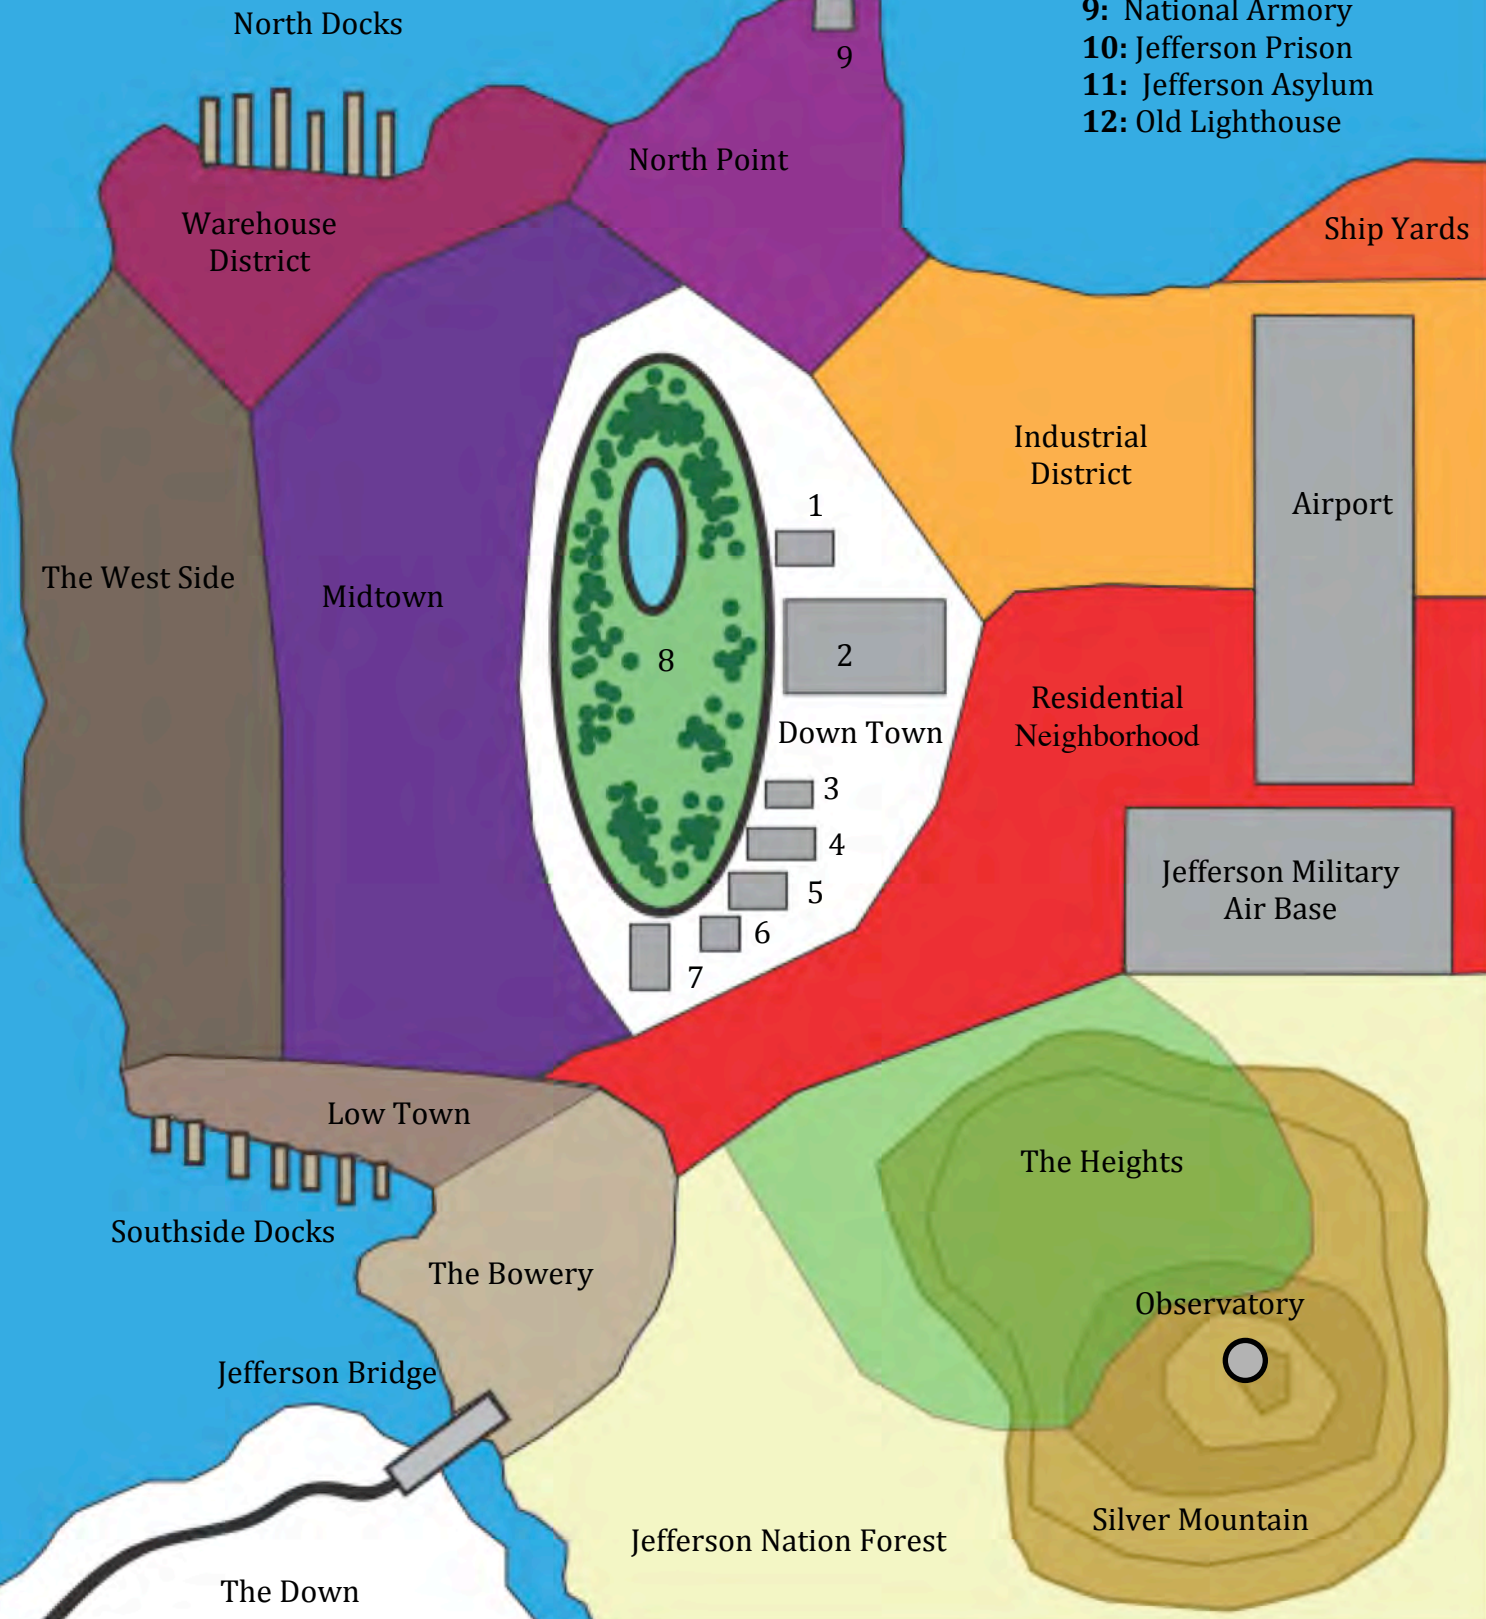 9: National Armory
10: Jefferson Prison
11: Jefferson Asylum
12: Old Lighthouse
North Docks
9
North Point
Warehouse
District
Ship Yards
Industrial
District
Airport
1
The West Side
Midtown
8
2
Down Town
Residential
Neighborhood
3
4
5
6
7
Jefferson Military
Air Base
Low Town
The Heights
Southside Docks
The Bowery
Observatory
Jefferson Bridge
Silver Mountain
Jefferson Nation Forest
The Down